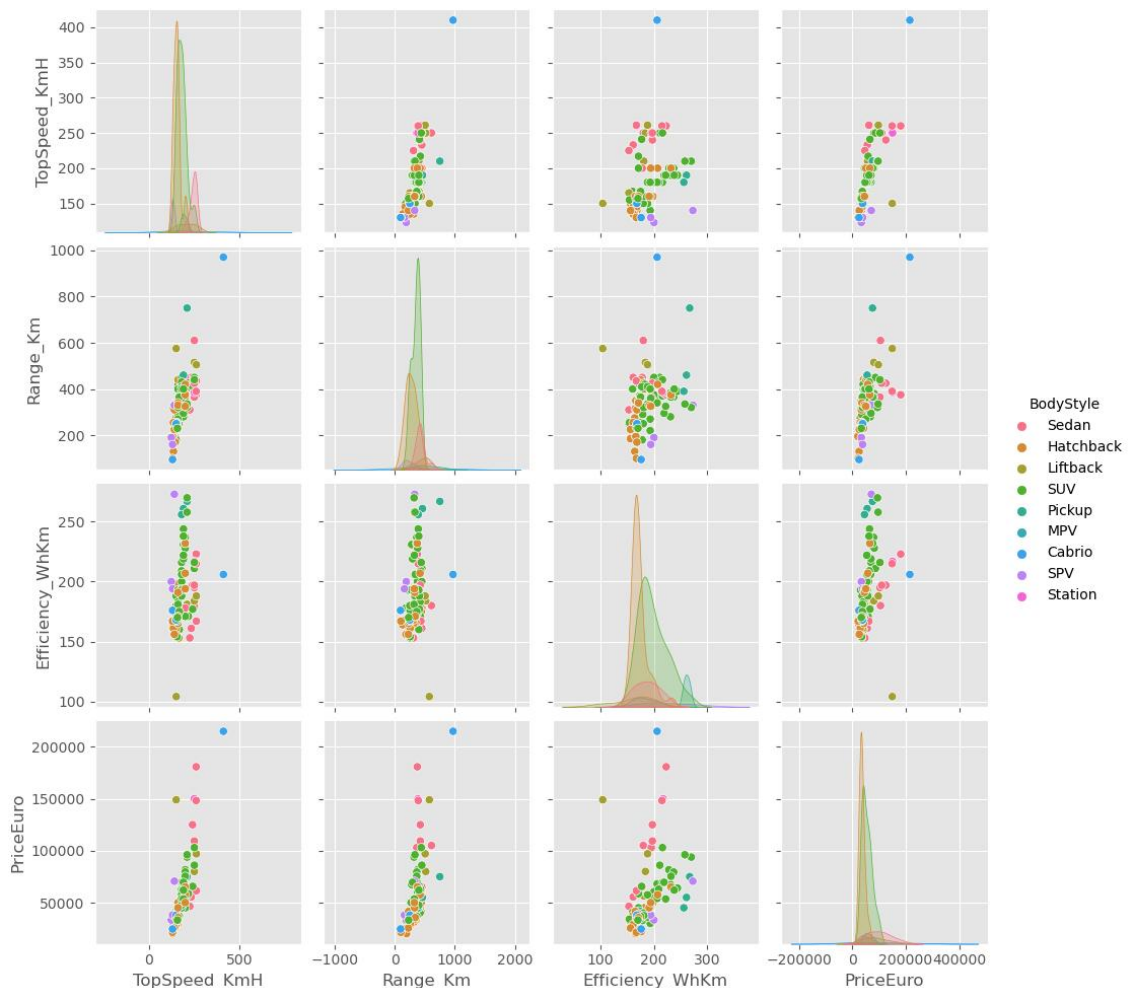 TopSpeed_KmH
400
350
300
250
200
150
Range_Km
1000
800
600
400
200
Efficiency_WhKm
250
200
150
100
PriceEuro
200000
150000
100000
50000
0 500
TopSpeed_KmH
−1000 0 1000 2000
Range_Km
100 200 300
Efficiency_WhKm
−200000 0 200000 400000
PriceEuro
BodyStyle
Sedan
Hatchback
Liftback
SUV
Pickup
MPV
Cabrio
SPV
Station